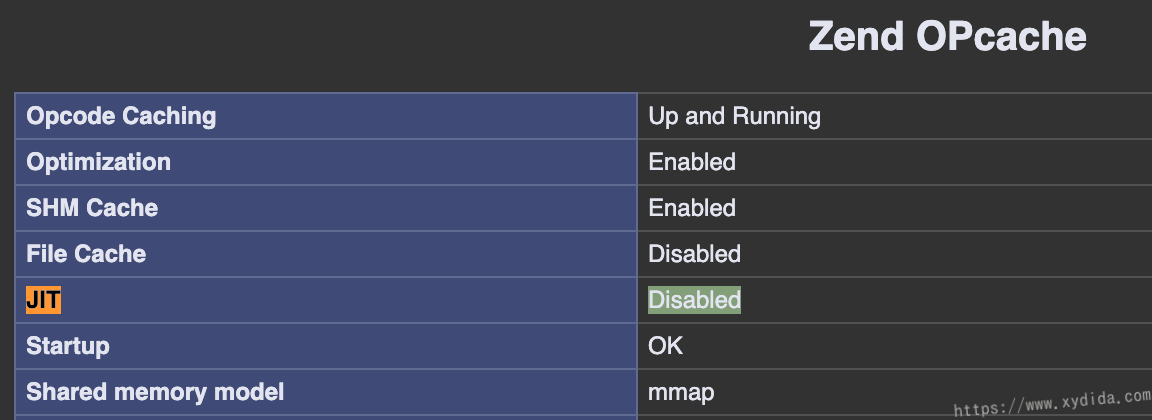 Zend OPcache
Opcode Caching Up and Running
Optimization Enabled
SHM Cache Enabled
File Cache Disabled
JIT Disabled
Startup OK
Shared memory model mmap
https://www.xydida.com